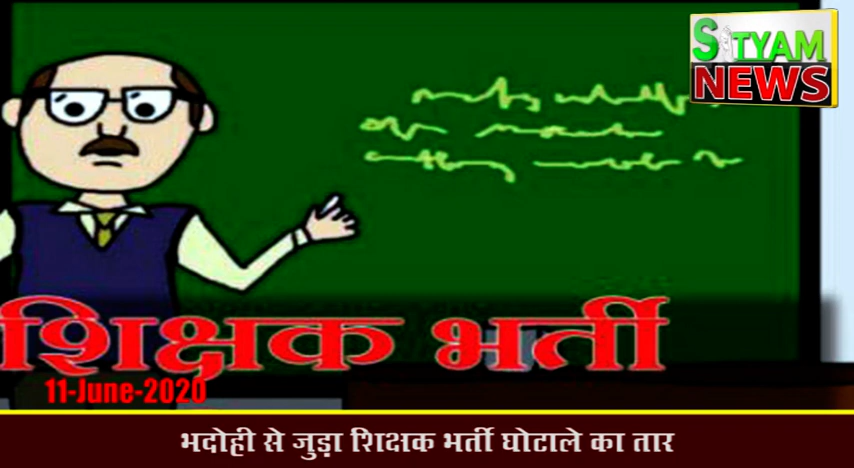 SATYAM
NEWS
शिक्षक भर्ती
11-June-2020
भदोही से जुड़ा शिक्षक भर्ती घोटाले का तार